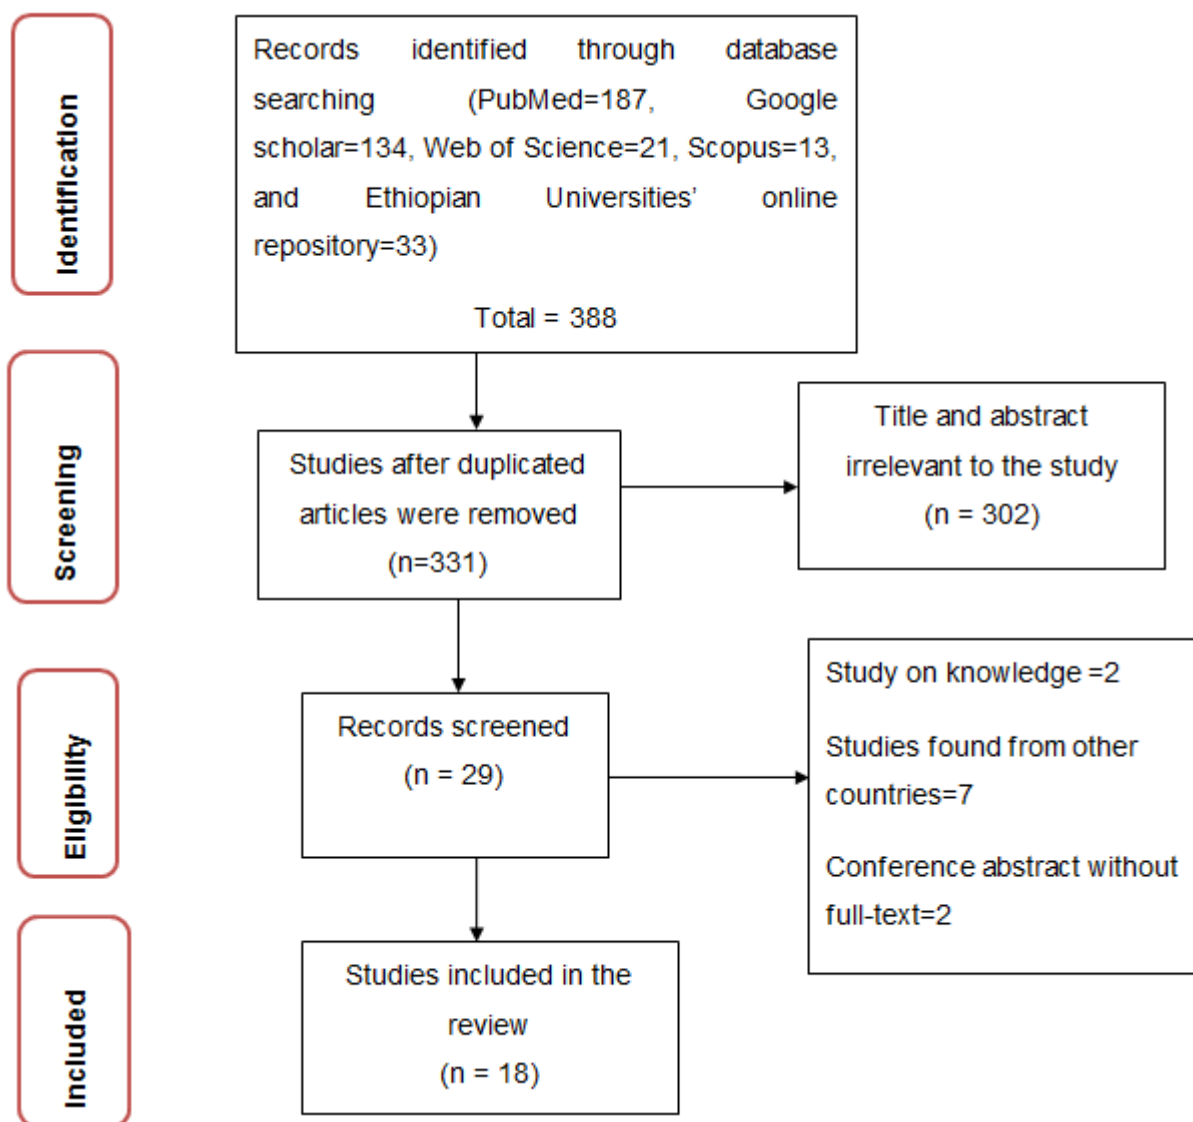 Identification
Records identified through database
searching (PubMed=187, Google
scholar=134, Web of Science=21, Scopus=13,
and Ethiopian Universities’ online
repository=33)
Total = 388
Screening
Studies after duplicated
articles were removed
(n=331)
Title and abstract
irrelevant to the study
(n = 302)
Eligibility
Records screened
(n = 29)
Study on knowledge =2
Studies found from other
countries=7
Conference abstract without
full-text=2
Included
Studies included in the
review
(n = 18)